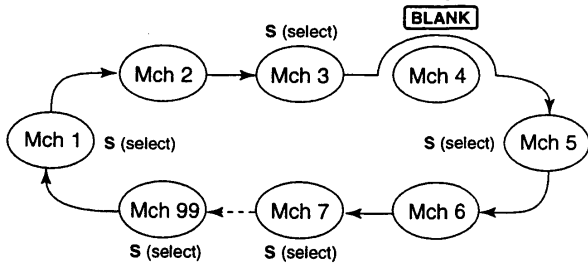 BLANK
S (select)
Mch 2
Mch 3
Mch 4
Mch 1
S (select)
S (select)
Mch 5
Mch 99
Mch 7
Mch 6
S (select)
S (select)